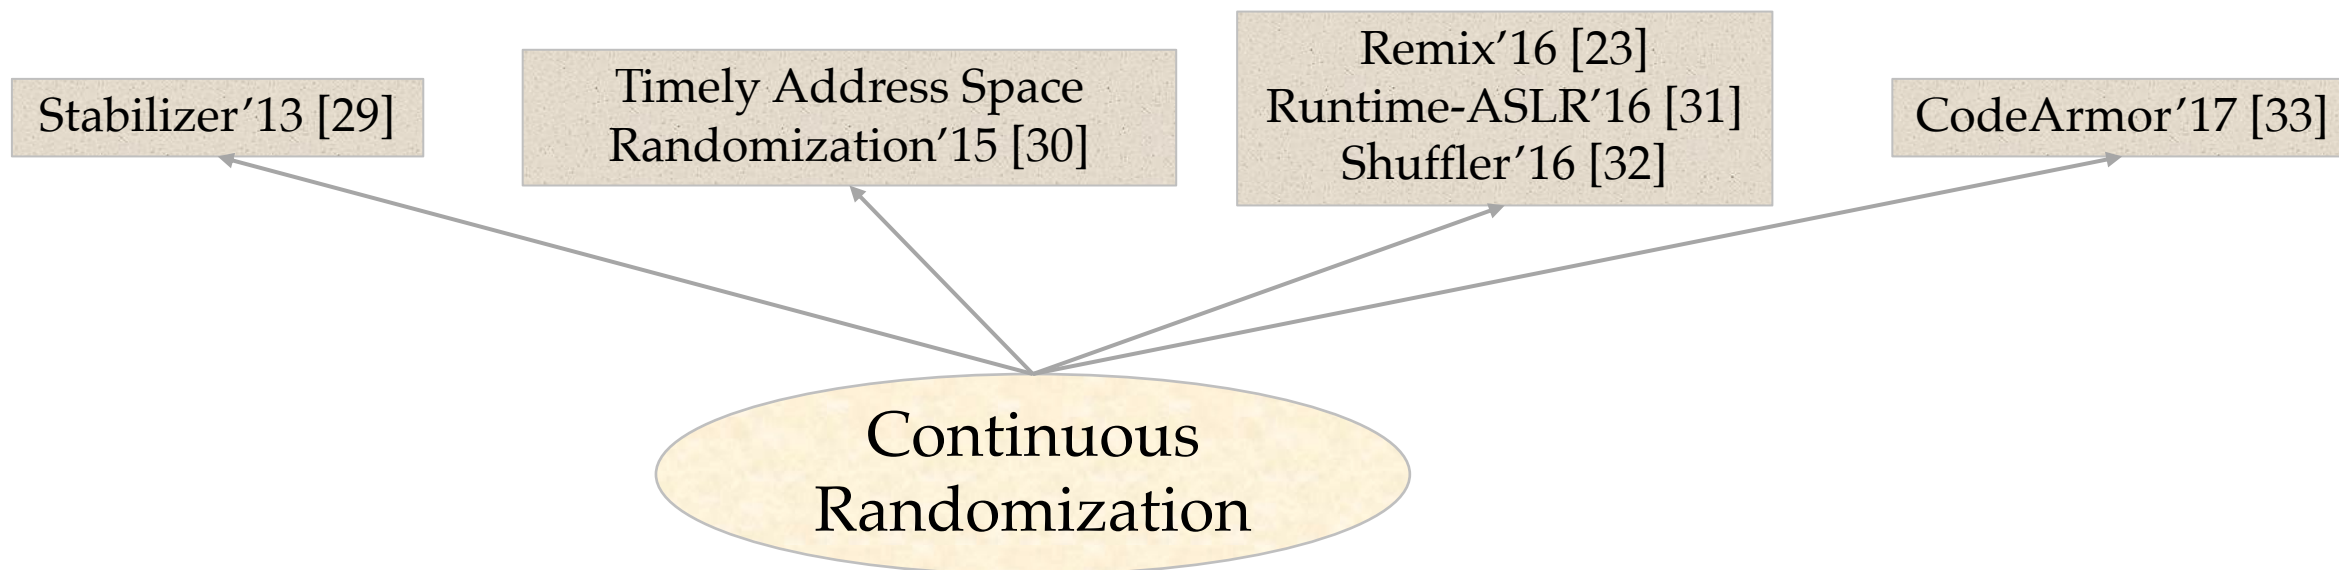 Stabilizer’13 [29]
Timely Address Space
Randomization’15 [30]
Remix’16 [23]
Runtime-ASLR’16 [31]
Shuffler’16 [32]
CodeArmor’17 [33]
Continuous
Randomization